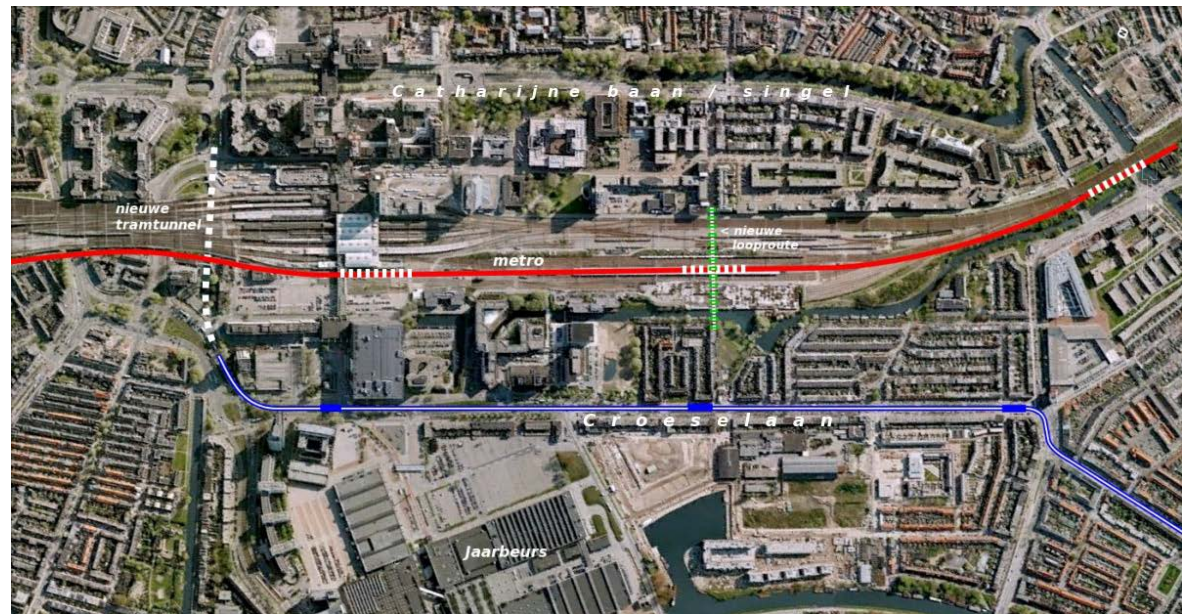 Catharijne baan / singel
nieuwe
tramtunnel
< nieuwe
looproute
metro
Croeselaan
Jaarbeurs